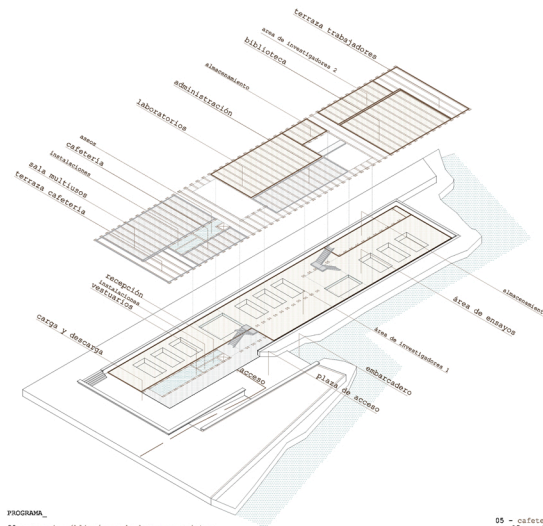 terraza trabajadores
área de investigadores 2
biblioteca
almacenamiento
administración
laboratorios
aseos
cafetería
instalaciones
sala multiusos
terraza cafetería
recepción
instalaciones
vestuarios
carga y descarga
almacenamient
área de ensayos
área de investigadores 1
embarcadero
acceso
plaza de acceso
PROGRAMA_
05 - cafete